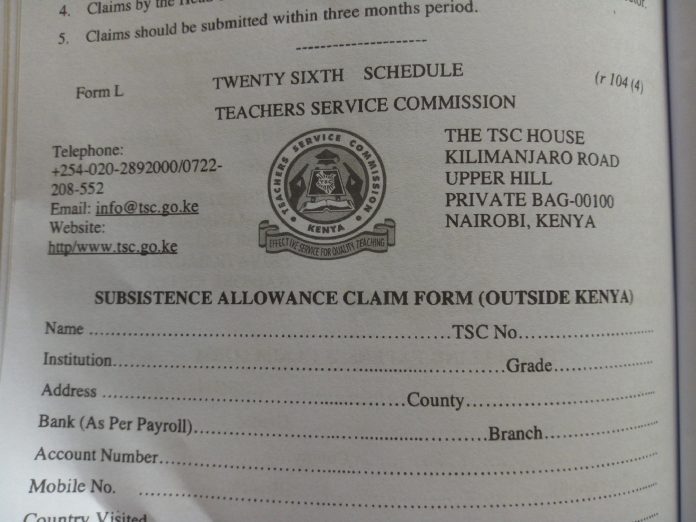 4. Claims by the Head
5. Claims should be submitted within three months period.
Form L
TWENTY SIXTH SCHEDULE
(r 104 (4)
TEACHERS SERVICE COMMISSION
Telephone:
+254-020-2892000/0722-
208-552
Email: info@tsc.go.ke
Website:
http/www.tsc.go.ke
TEACHERS SERVICE COMMISSION
KENYA
EFFECTIVE SERVICE FOR QUALITY TEACHING
THE TSC HOUSE
KILIMANJARO ROAD
UPPER HILL
PRIVATE BAG-00100
NAIROBI, KENYA
SUBSISTENCE ALLOWANCE CLAIM FORM (OUTSIDE KENYA)
Name ............................................................ TSC No............................
Institution............................................................Grade............................
Address ............................................................County............................
Bank (As Per Payroll)............................................................Branch............................
Account Number............................................................
Mobile No. ............................................................
Country Visited